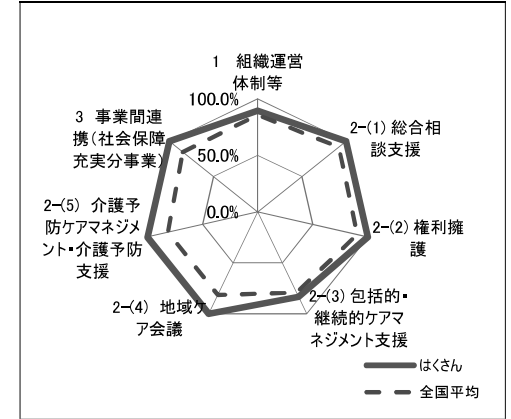 1　組織運営
体制等
100.0%
50.0%
0.0%
2-(1) 総合相
談支援
2-(2) 権利擁
護
2-(3) 包括的・
継続的ケアマ
ネジメント支援
2-(4) 地域ケ
ア会議
2-(5) 介護予
防ケアマネジメ
ント・介護予防
支援
3 事業間連
携(社会保障
充実分事業)
はくさん
全国平均